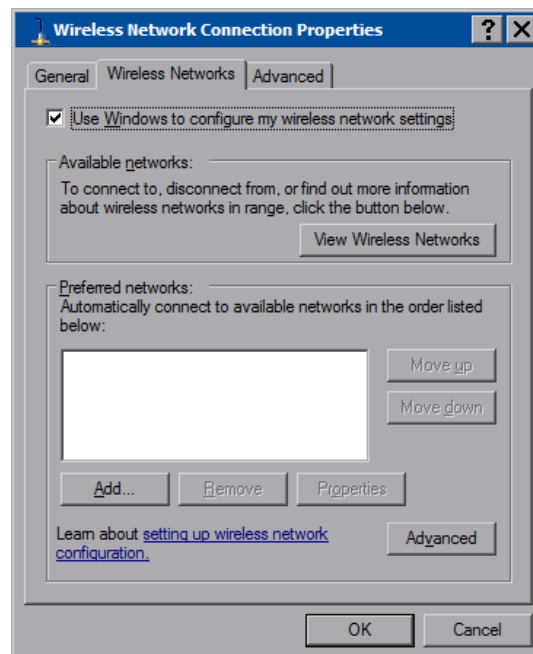 Wireless Network Connection Properties
General Wireless Networks Advanced
Use Windows to configure my wireless network settings
Available networks:
To connect to, disconnect from, or find out more information
about wireless networks in range, click the button below.
View Wireless Networks
Preferred networks:
Automatically connect to available networks in the order listed
below:
Move up
Move down
Add... Remove Properties
Learn about setting up wireless network
configuration.
Advanced
OK Cancel